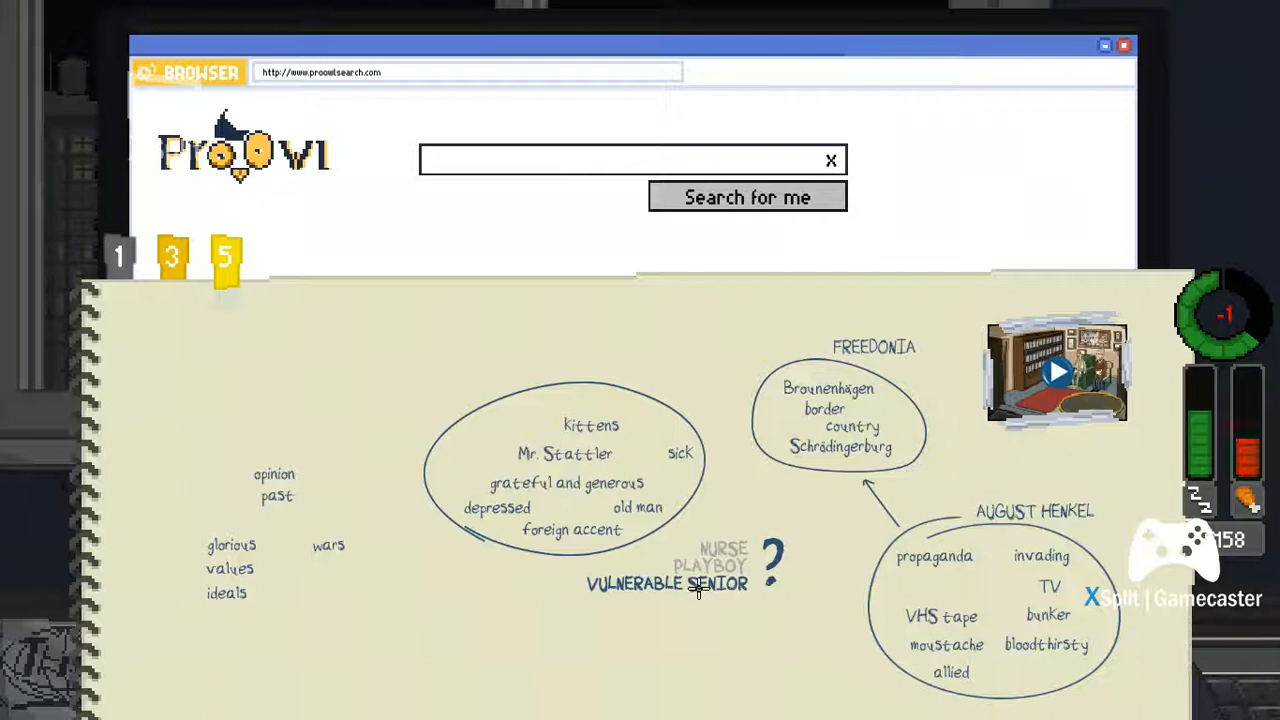 BROWSER
http://www.proowlsearch.com
PrOOwl
X
Search for me
1 3 5
-1
FREEDONIA
Brounenhägen
border
country
Schrödingerburg
kittens
Mr. Stattler
sick
grateful and generous
depressed
old man
foreign accent
opinion
past
glorious
wars
values
ideals
NURSE
PLAYBOY
VULNERABLE SENIOR
?
AUGUST HENKEL
propaganda
invading
TV
VHS tape
bunker
moustache
bloodthirsty
allied
158
XSplit | Gamecaster